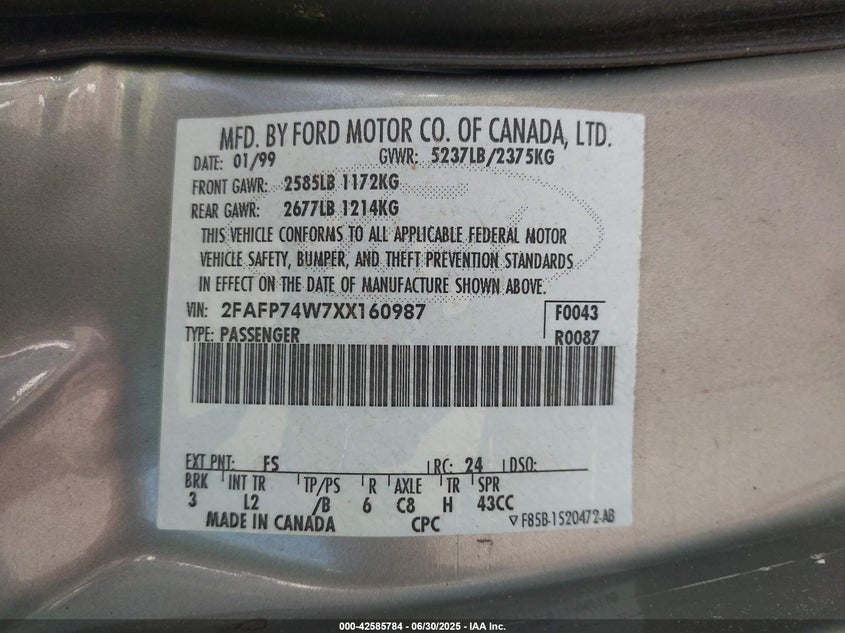 MFD. BY FORD MOTOR CO. OF CANADA, LTD.
DATE: 01/99 GVWR: 5237LB/2375KG
FRONT GAWR: 2585LB 1172KG
REAR GAWR: 2677LB 1214KG
THIS VEHICLE CONFORMS TO ALL APPLICABLE FEDERAL MOTOR
VEHICLE SAFETY, BUMPER, AND THEFT PREVENTION STANDARDS
IN EFFECT ON THE DATE OF MANUFACTURE SHOWN ABOVE.
VIN: 2FAFP74W7XX160987 F0043
TYPE: PASSENGER R0087
EXT PNT: FS RC: 24 DSO:
BRK INT TR TP/PS R AXLE TR SPR
3 L2 /B 6 C8 H 43CC
MADE IN CANADA CPC ▽F85B-1520472-AB
000-42585784 - 06/30/2025 - IAA Inc.